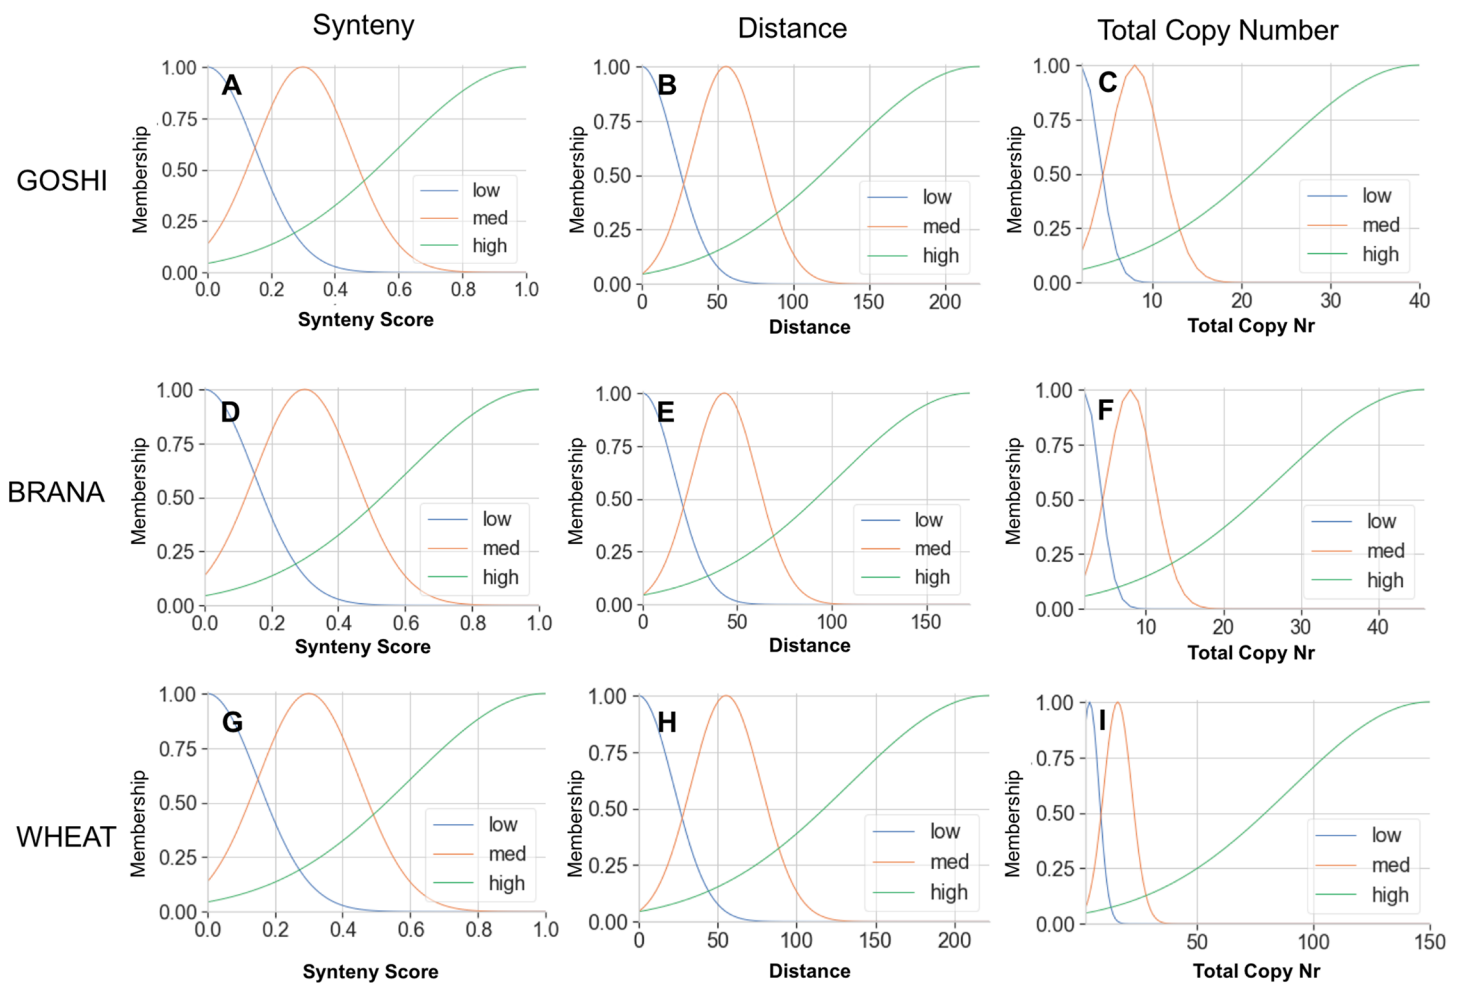 Synteny Distance Total Copy Number
GOSHI
A
1.00
0.75
0.50
0.25
0.00
Membership
low
med
high
0.0 0.2 0.4 0.6 0.8 1.0
Synteny Score
B
1.00
0.75
0.50
0.25
0.00
Membership
low
med
high
0 50 100 150 200
Distance
C
1.00
0.75
0.50
0.25
0.00
Membership
low
med
high
10 20 30 40
Total Copy Nr
BRANA
D
1.00
0.75
0.50
0.25
0.00
Membership
low
med
high
0.0 0.2 0.4 0.6 0.8 1.0
Synteny Score
E
1.00
0.75
0.50
0.25
0.00
Membership
low
med
high
0 50 100 150
Distance
F
1.00
0.75
0.50
0.25
0.00
Membership
low
med
high
10 20 30 40
Total Copy Nr
WHEAT
G
1.00
0.75
0.50
0.25
0.00
Membership
low
med
high
0.0 0.2 0.4 0.6 0.8 1.0
Synteny Score
H
1.00
0.75
0.50
0.25
0.00
Membership
low
med
high
0 50 100 150 200
Distance
I
1.00
0.75
0.50
0.25
0.00
Membership
low
med
high
50 100 150
Total Copy Nr